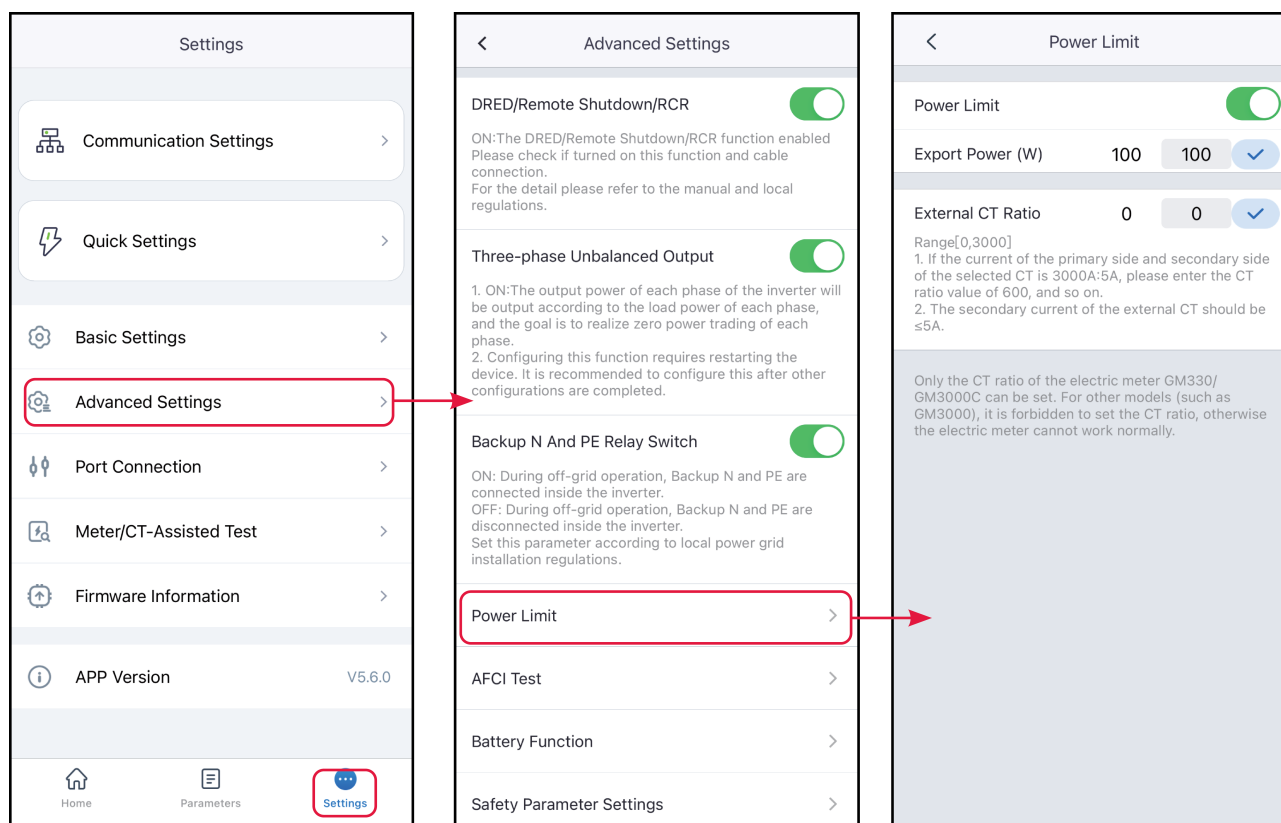 Settings
Communication Settings
Quick Settings
Basic Settings
Advanced Settings
Port Connection
Meter/CT-Assisted Test
Firmware Information
APP Version V5.6.0
Home Parameters Settings
Advanced Settings
DRED/Remote Shutdown/RCR
ON:The DRED/Remote Shutdown/RCR function enabled
Please check if turned on this function and cable
connection.
For the detail please refer to the manual and local
regulations.
Three-phase Unbalanced Output
1. ON:The output power of each phase of the inverter will
be output according to the load power of each phase,
and the goal is to realize zero power trading of each
phase.
2. Configuring this function requires restarting the
device. It is recommended to configure this after other
configurations are completed.
Backup N And PE Relay Switch
ON: During off-grid operation, Backup N and PE are
connected inside the inverter.
OFF: During off-grid operation, Backup N and PE are
disconnected inside the inverter.
Set this parameter according to local power grid
installation regulations.
Power Limit
AFCI Test
Battery Function
Safety Parameter Settings
Power Limit
Power Limit
Export Power (W) 100 100
External CT Ratio 0 0
Range[0,3000]
1. If the current of the primary side and secondary side
of the selected CT is 3000A:5A, please enter the CT
ratio value of 600, and so on.
2. The secondary current of the external CT should be
≤5A.
Only the CT ratio of the electric meter GM330/
GM3000C can be set. For other models (such as
GM3000), it is forbidden to set the CT ratio, otherwise
the electric meter cannot work normally.